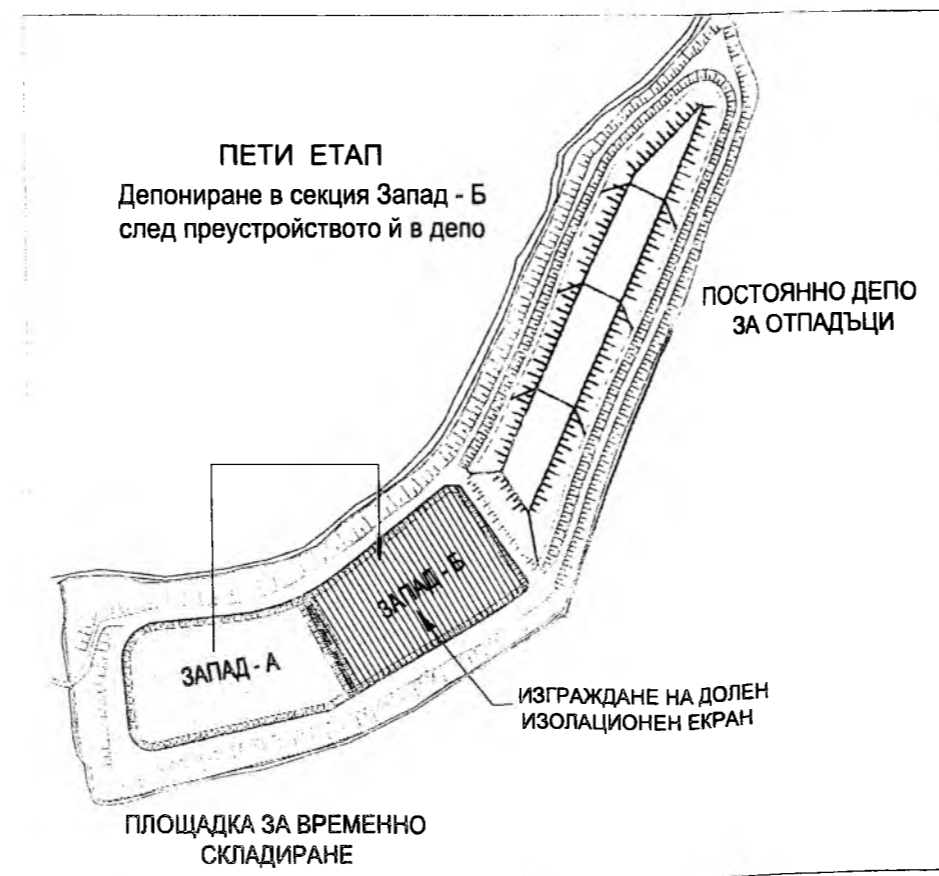 ПЕТИ ЕТАП
Депониране в секция Запад - Б
след преустройството й в депо
ПОСТОЯННО ДЕПО
ЗА ОТПАДЪЦИ
ЗАПАД - Б
ЗАПАД - А
ИЗГРАЖДАНЕ НА ДОЛЕН
ИЗОЛАЦИОНЕН ЕКРАН
ПЛОЩАДКА ЗА ВРЕМЕННО
СКЛАДИРАНЕ